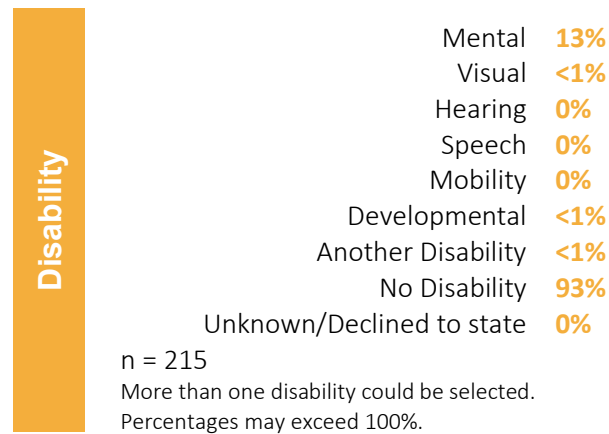 Disability
Mental 13%
Visual <1%
Hearing 0%
Speech 0%
Mobility 0%
Developmental <1%
Another Disability <1%
No Disability 93%
Unknown/Declined to state 0%
n = 215
More than one disability could be selected.
Percentages may exceed 100%.